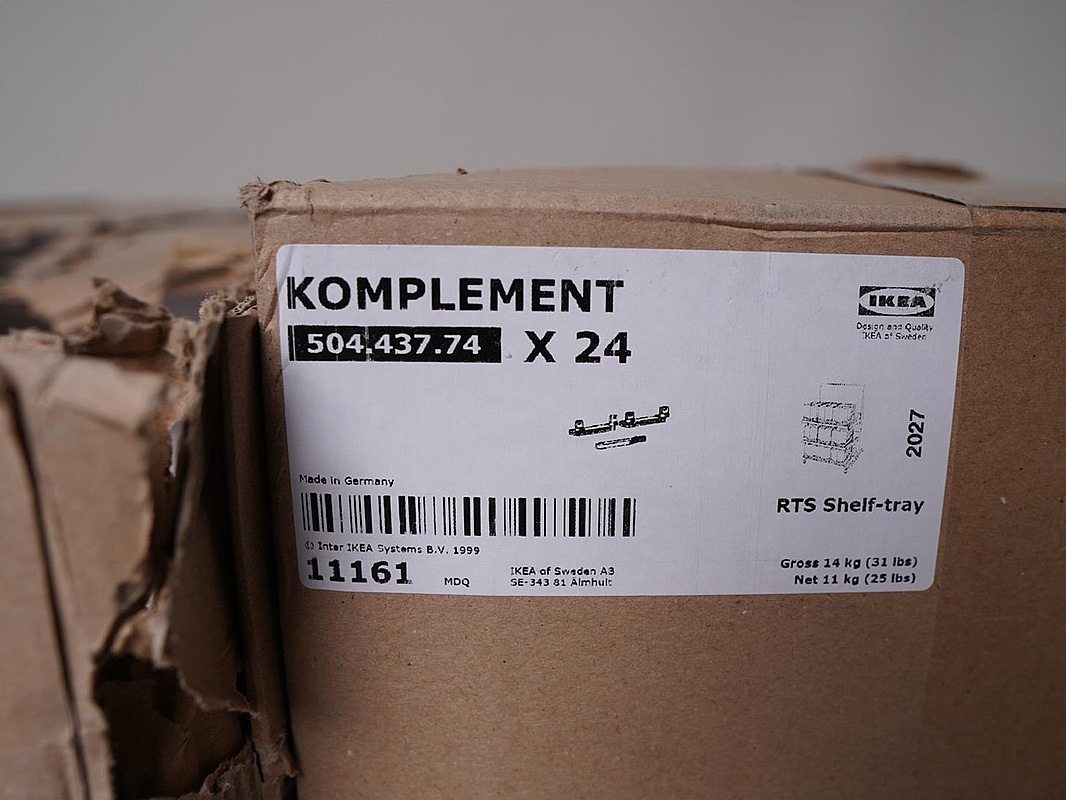 KOMPLEMENT
504.437.74 X 24
IKEA
Design and Quality
IKEA of Sweden
2027
Made in Germany
RTS Shelf-tray
© Inter IKEA Systems B.V. 1999
11161 MDQ
IKEA of Sweden AB
SE-343 81 Älmhult
Gross 14 kg (31 lbs)
Net 11 kg (25 lbs)